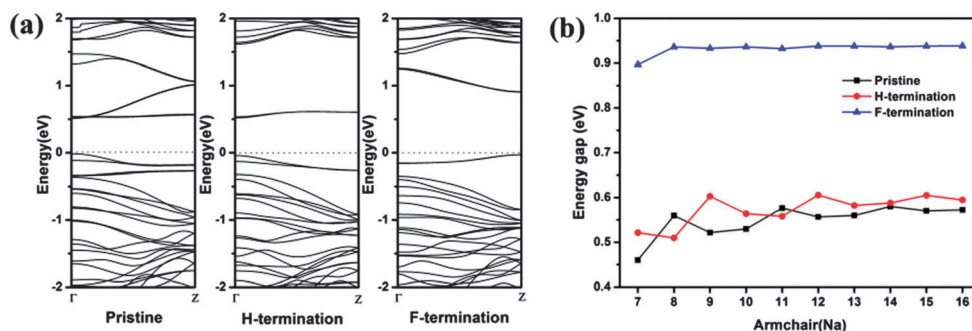 (a)
Energy(eV)
2
1
0
-1
-2
Γ
Z
Pristine
Energy(eV)
2
1
0
-1
-2
Γ
Z
H-termination
Energy(eV)
2
1
0
-1
-2
Γ
Z
F-termination
(b)
Energy gap (eV)
1.0
0.9
0.8
0.7
0.6
0.5
0.4
Pristine
H-termination
F-termination
7 8 9 10 11 12 13 14 15 16
Armchair(Na)